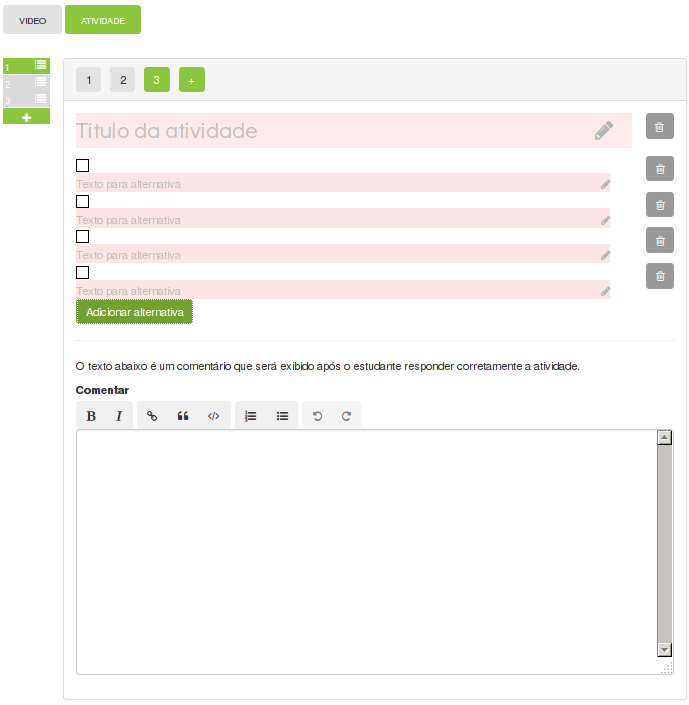 VIDEO ATIVIDADE
1
2
3
1 2 3 +
Título da atividade
Texto para alternativa
Texto para alternativa
Texto para alternativa
Texto para alternativa
Adicionar alternativa
O texto abaixo é um comentário que será exibido após o estudante responder corretamente a atividade.
Comentar
B I